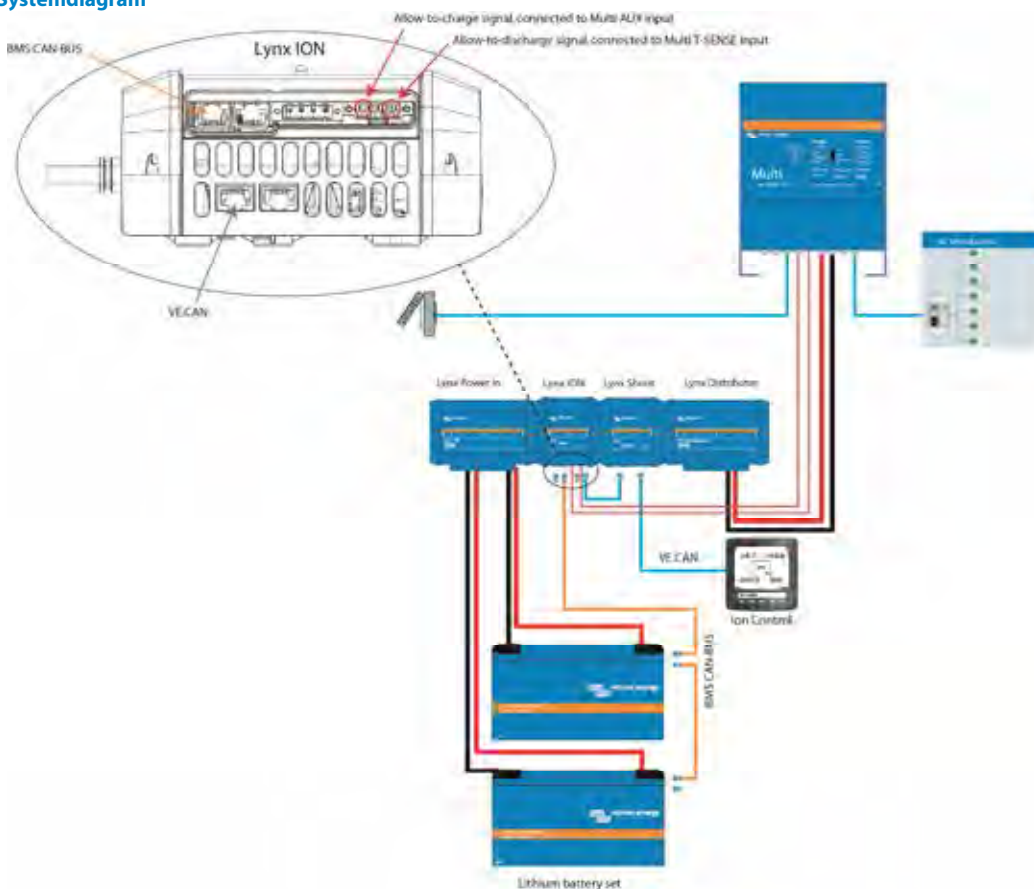 Systemdiagram
Allow-to-charge signal connected to Multi AUX input
Allow-to-discharge signal connected to Multi T-SENSE input
BMS CAN-BUS
Lynx ION
Multi
VE.CAN
Lynx Power in
Lynx ION
Lynx Shunt
Lynx Distributor
VE.CAN
Ion Control
BMS CAN-BMS
Lithium battery set